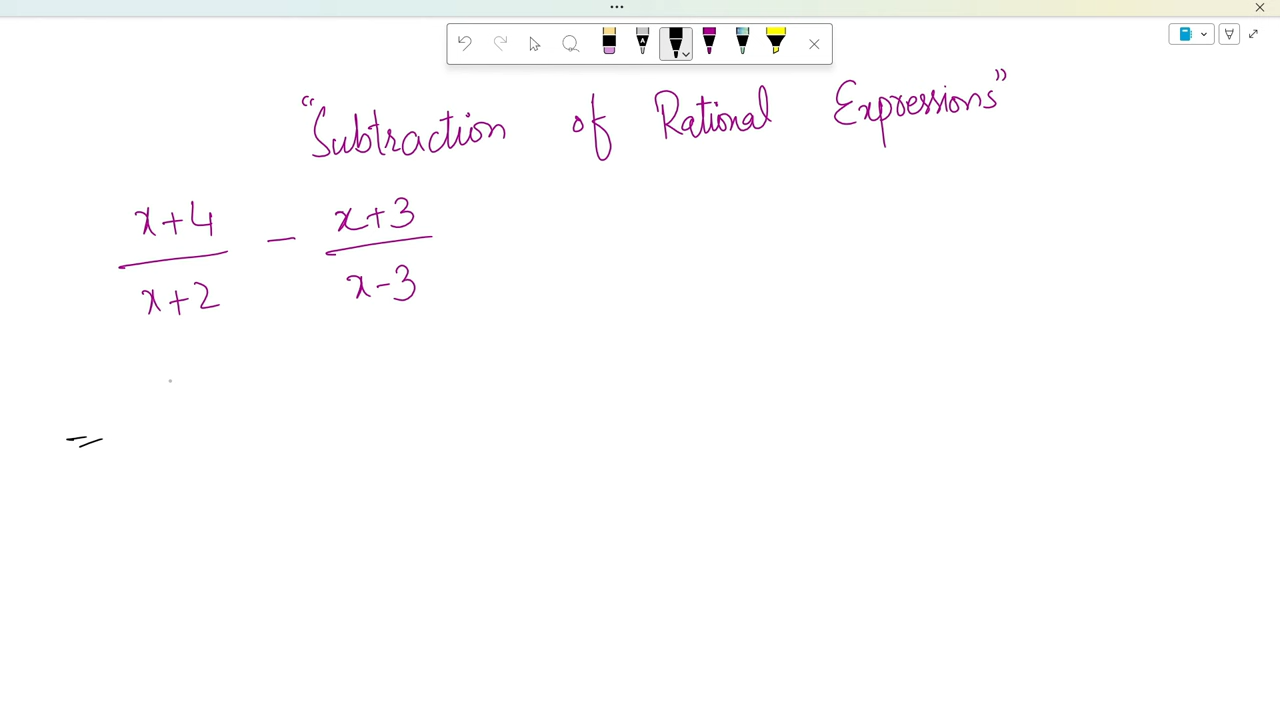 “Subtraction of Rational Expressions”
x+4/x+2 - x+3/x-3
=